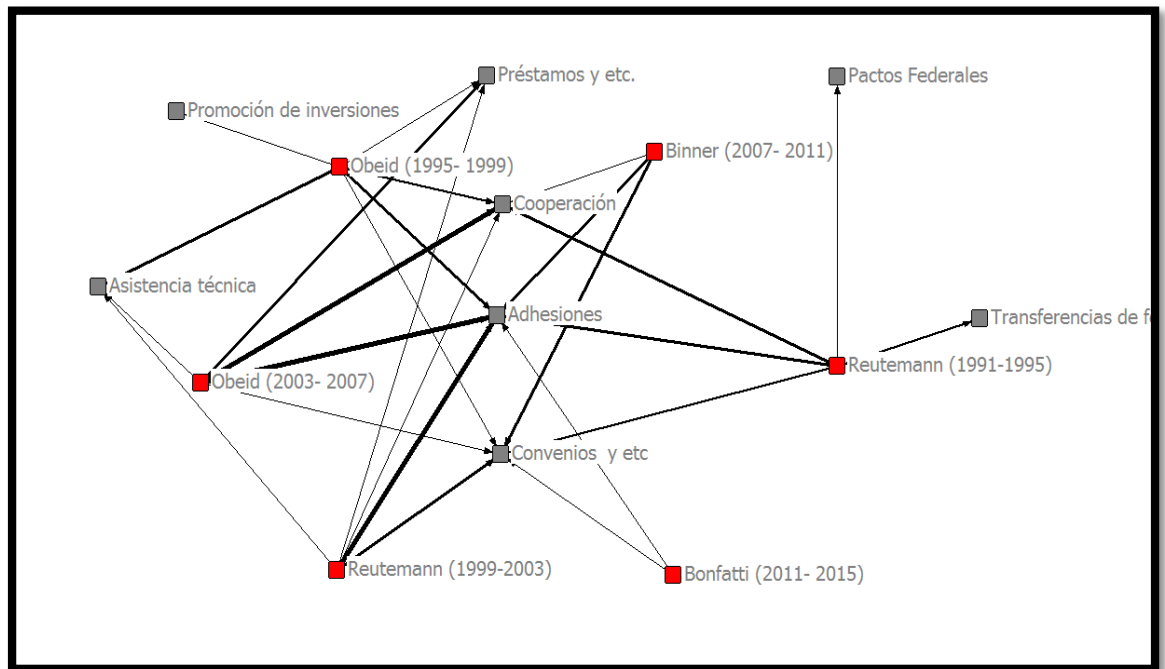 Préstamos y etc.
Pactos Federales
Promoción de inversiones
Binner (2007- 2011)
Obeid (1995- 1999)
Cooperación
Asistencia técnica
Adhesiones
Transferencias de
Reutemann (1991-1995)
Obeid (2003- 2007)
Convenios  y etc
Reutemann (1999-2003)
Bonfatti (2011- 2015)